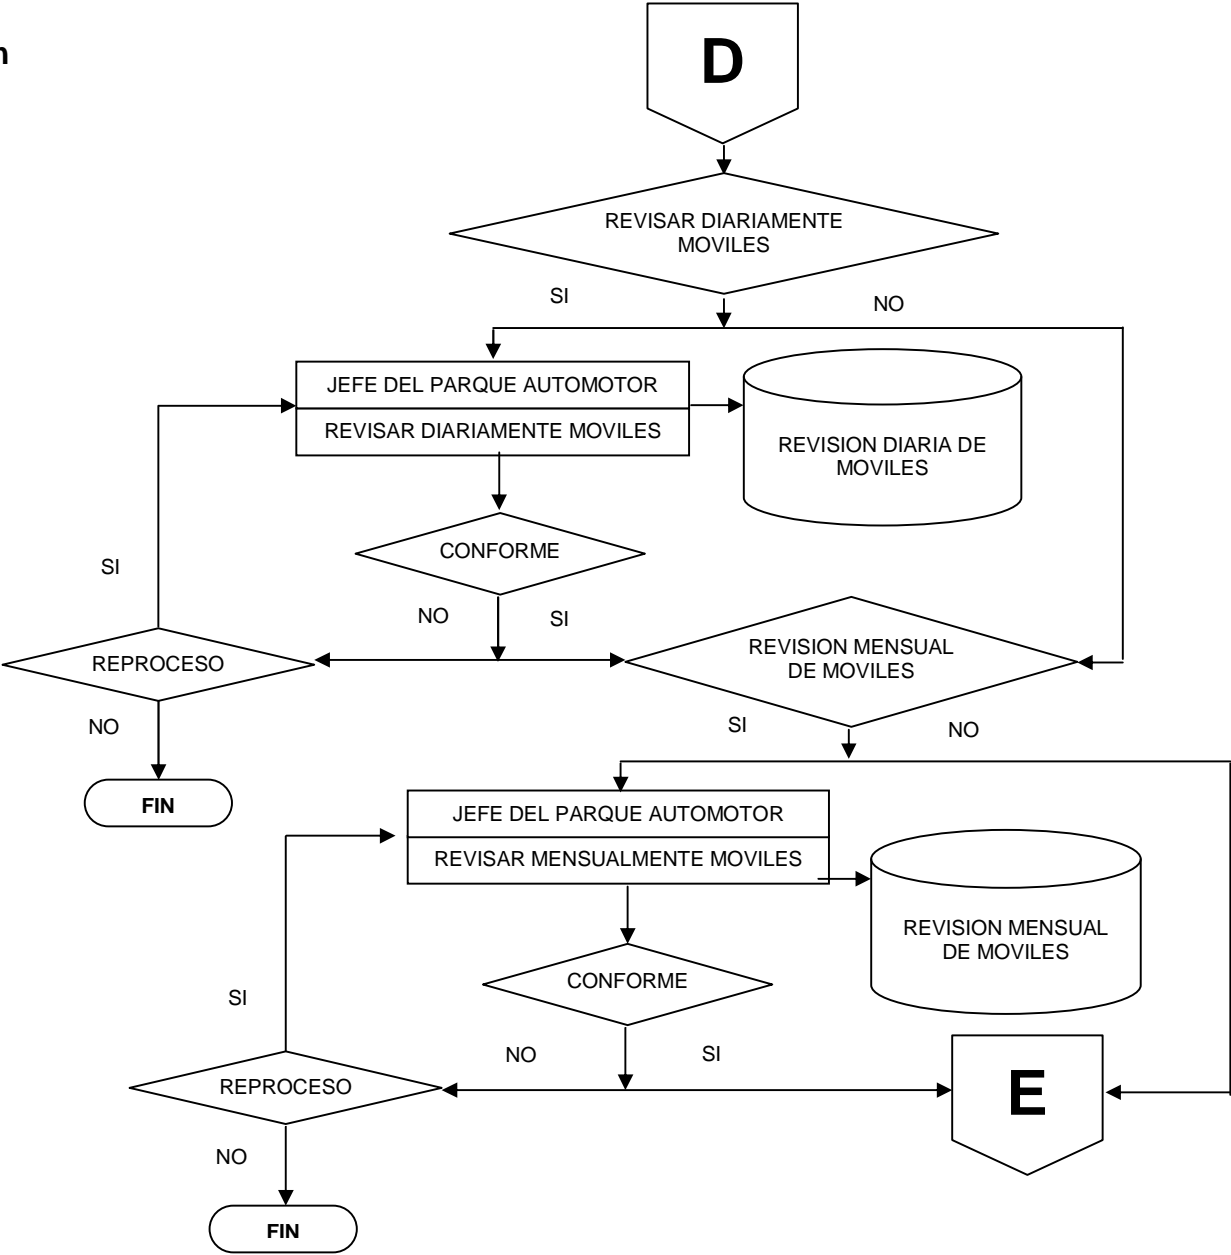 n
D
REVISAR DIARIAMENTE
MOVILES
SI
NO
JEFE DEL PARQUE AUTOMOTOR
REVISAR DIARIAMENTE MOVILES
REVISION DIARIA DE
MOVILES
CONFORME
SI
NO
SI
REPROCESO
REVISION MENSUAL
DE MOVILES
NO
SI
NO
FIN
JEFE DEL PARQUE AUTOMOTOR
REVISAR MENSUALMENTE MOVILES
REVISION MENSUAL
DE MOVILES
CONFORME
SI
NO
SI
REPROCESO
E
NO
FIN